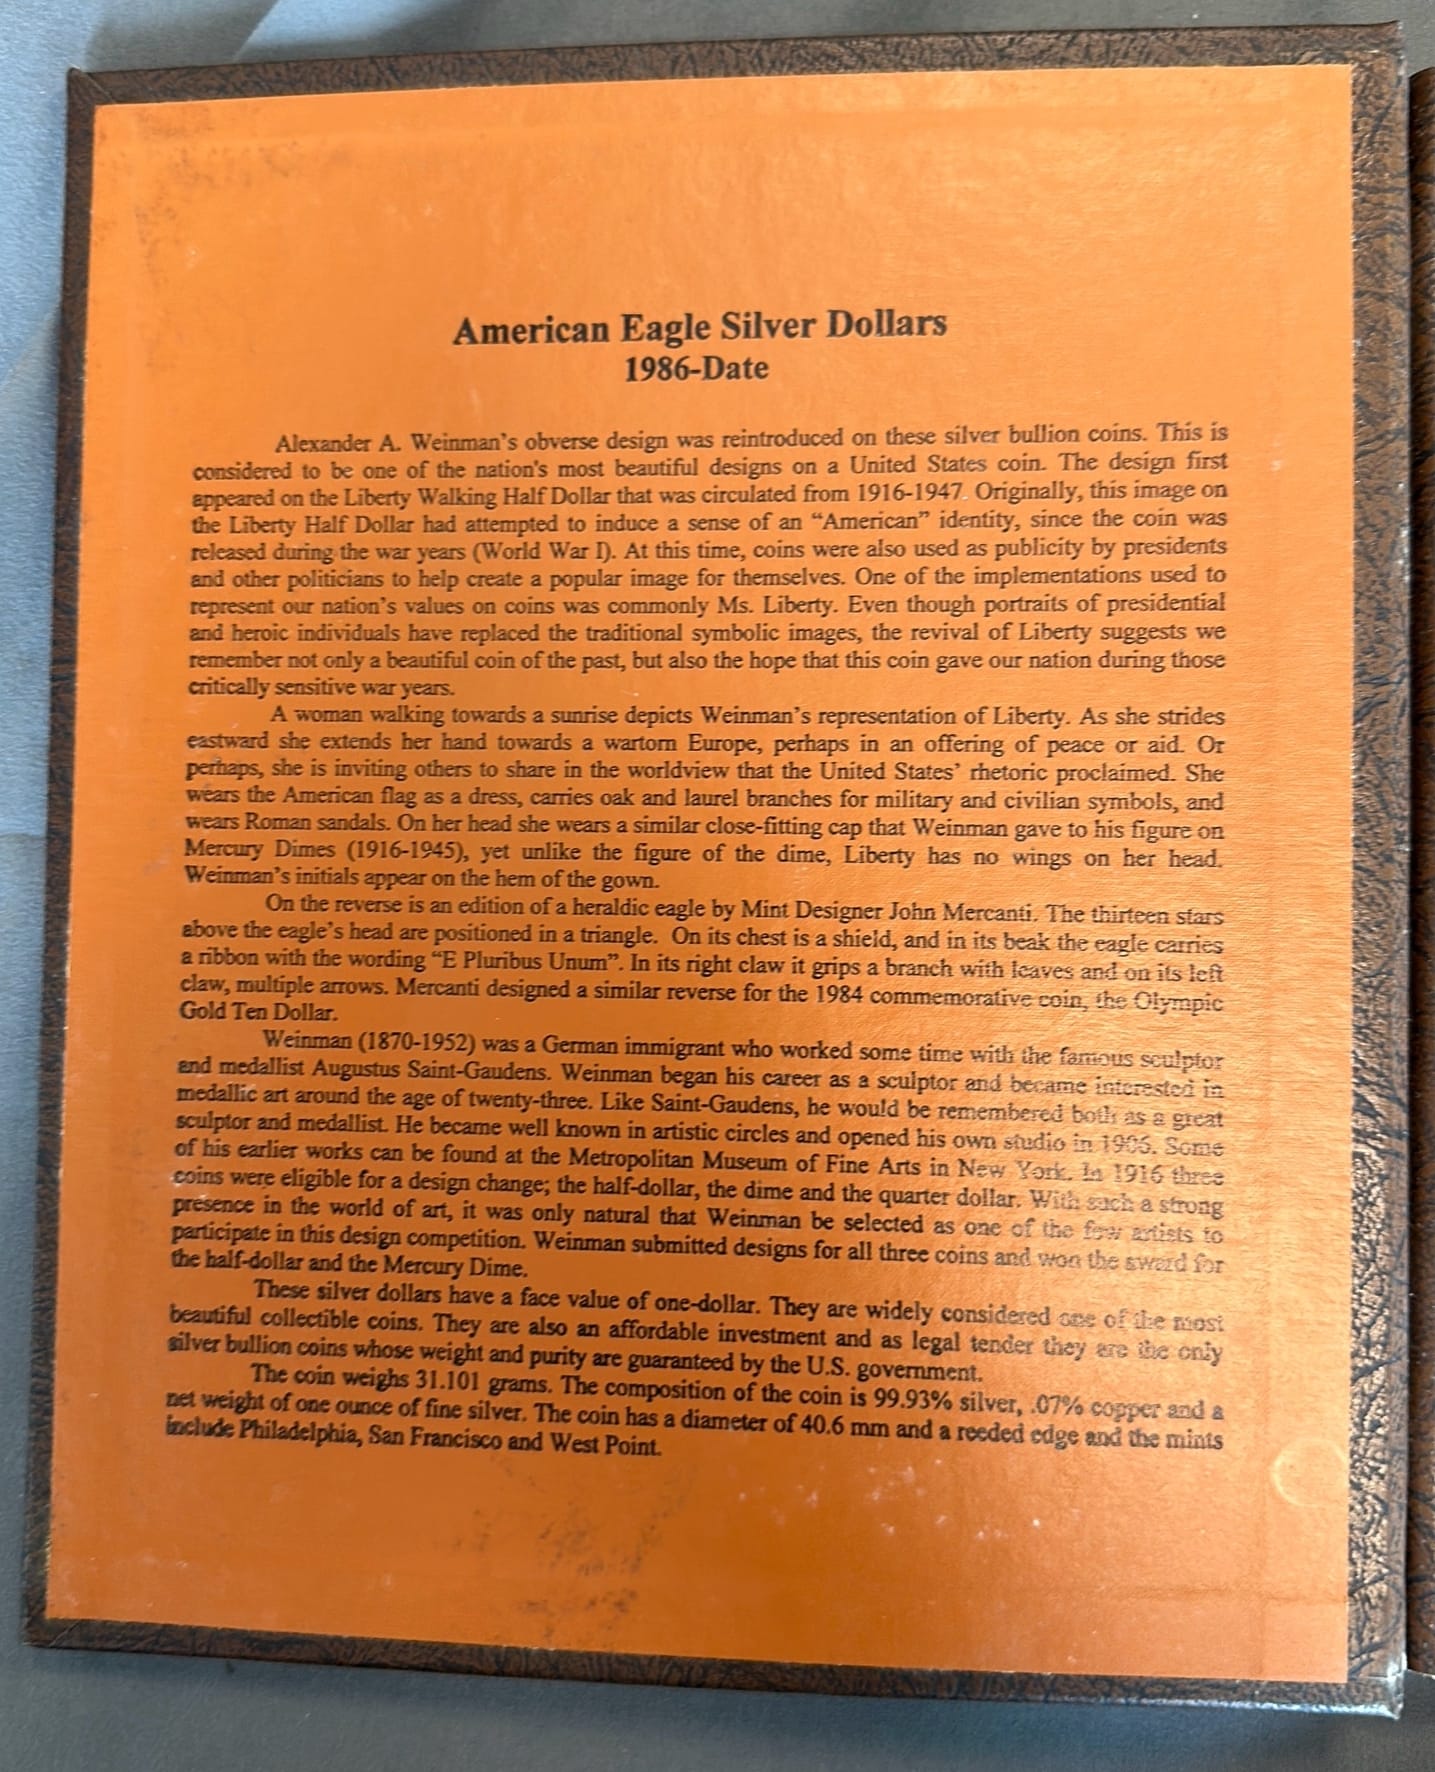 American Eagle Silver Dollars
1986-Date
Alexander A. Weinman's obverse design was reintroduced on these silver bullion coins. This is
considered to be one of the nation's most beautiful designs on a United States coin. The design first
appeared on the Liberty Walking Half Dollar that was circulated from 1916-1947. Originally, this image on
the Liberty Half Dollar had attempted to induce a sense of an “American” identity, since the coin was
released during the war years (World War I). At this time, coins were also used as publicity by presidents
and other politicians to help create a popular image for themselves. One of the implementations used to
represent our nation's values on coins was commonly Ms. Liberty. Even though portraits of presidential
and heroic individuals have replaced the traditional symbolic images, the revival of Liberty suggests we
remember not only a beautiful coin of the past, but also the hope that this coin gave our nation during those
critically sensitive war years.
A woman walking towards a sunrise depicts Weinman's representation of Liberty. As she strides
eastward she extends her hand towards a wartorn Europe, perhaps in an offering of peace or aid. Or
perhaps, she is inviting others to share in the worldview that the United States' rhetoric proclaimed. She
wears the American flag as a dress, carries oak and laurel branches for military and civilian symbols, and
wears Roman sandals. On her head she wears a similar close-fitting cap that Weinman gave to his figure on
Mercury Dimes (1916-1945), yet unlike the figure of the dime, Liberty has no wings on her head.
Weinman's initials appear on the hem of the gown.
On the reverse is an edition of a heraldic eagle by Mint Designer John Mercanti. The thirteen stars
above the eagle's head are positioned in a triangle. On its chest is a shield, and in its beak the eagle carries
a ribbon with the wording “E Pluribus Unum”. In its right claw it grips a branch with leaves and on its left
claw, multiple arrows. Mercanti designed a similar reverse for the 1984 commemorative coin, the Olympic
Gold Ten Dollar.
Weinman (1870-1952) was a German immigrant who worked some time with the famous sculptor
and medallist Augustus Saint-Gaudens. Weinman began his career as a sculptor and became interested in
medallic art around the age of twenty-three. Like Saint-Gaudens, he would be remembered both as a great
sculptor and medallist. He became well known in artistic circles and opened his own studio in 1906. Some
of his earlier works can be found at the Metropolitan Museum of Fine Arts in New York. In 1916 three
coins were eligible for a design change; the half-dollar, the dime and the quarter dollar. With such a strong
presence in the world of art, it was only natural that Weinman be selected as one of the few artists to
participate in this design competition. Weinman submitted designs for all three coins and won the award for
the half-dollar and the Mercury Dime.
These silver dollars have a face value of one-dollar. They are widely considered one of the most
beautiful collectible coins. They are also an affordable investment and as legal tender they are the only
silver bullion coins whose weight and purity are guaranteed by the U.S. government.
The coin weighs 31.101 grams. The composition of the coin is 99.93% silver, .07% copper and a
net weight of one ounce of fine silver. The coin has a diameter of 40.6 mm and a reeded edge and the mints
include Philadelphia, San Francisco and West Point.